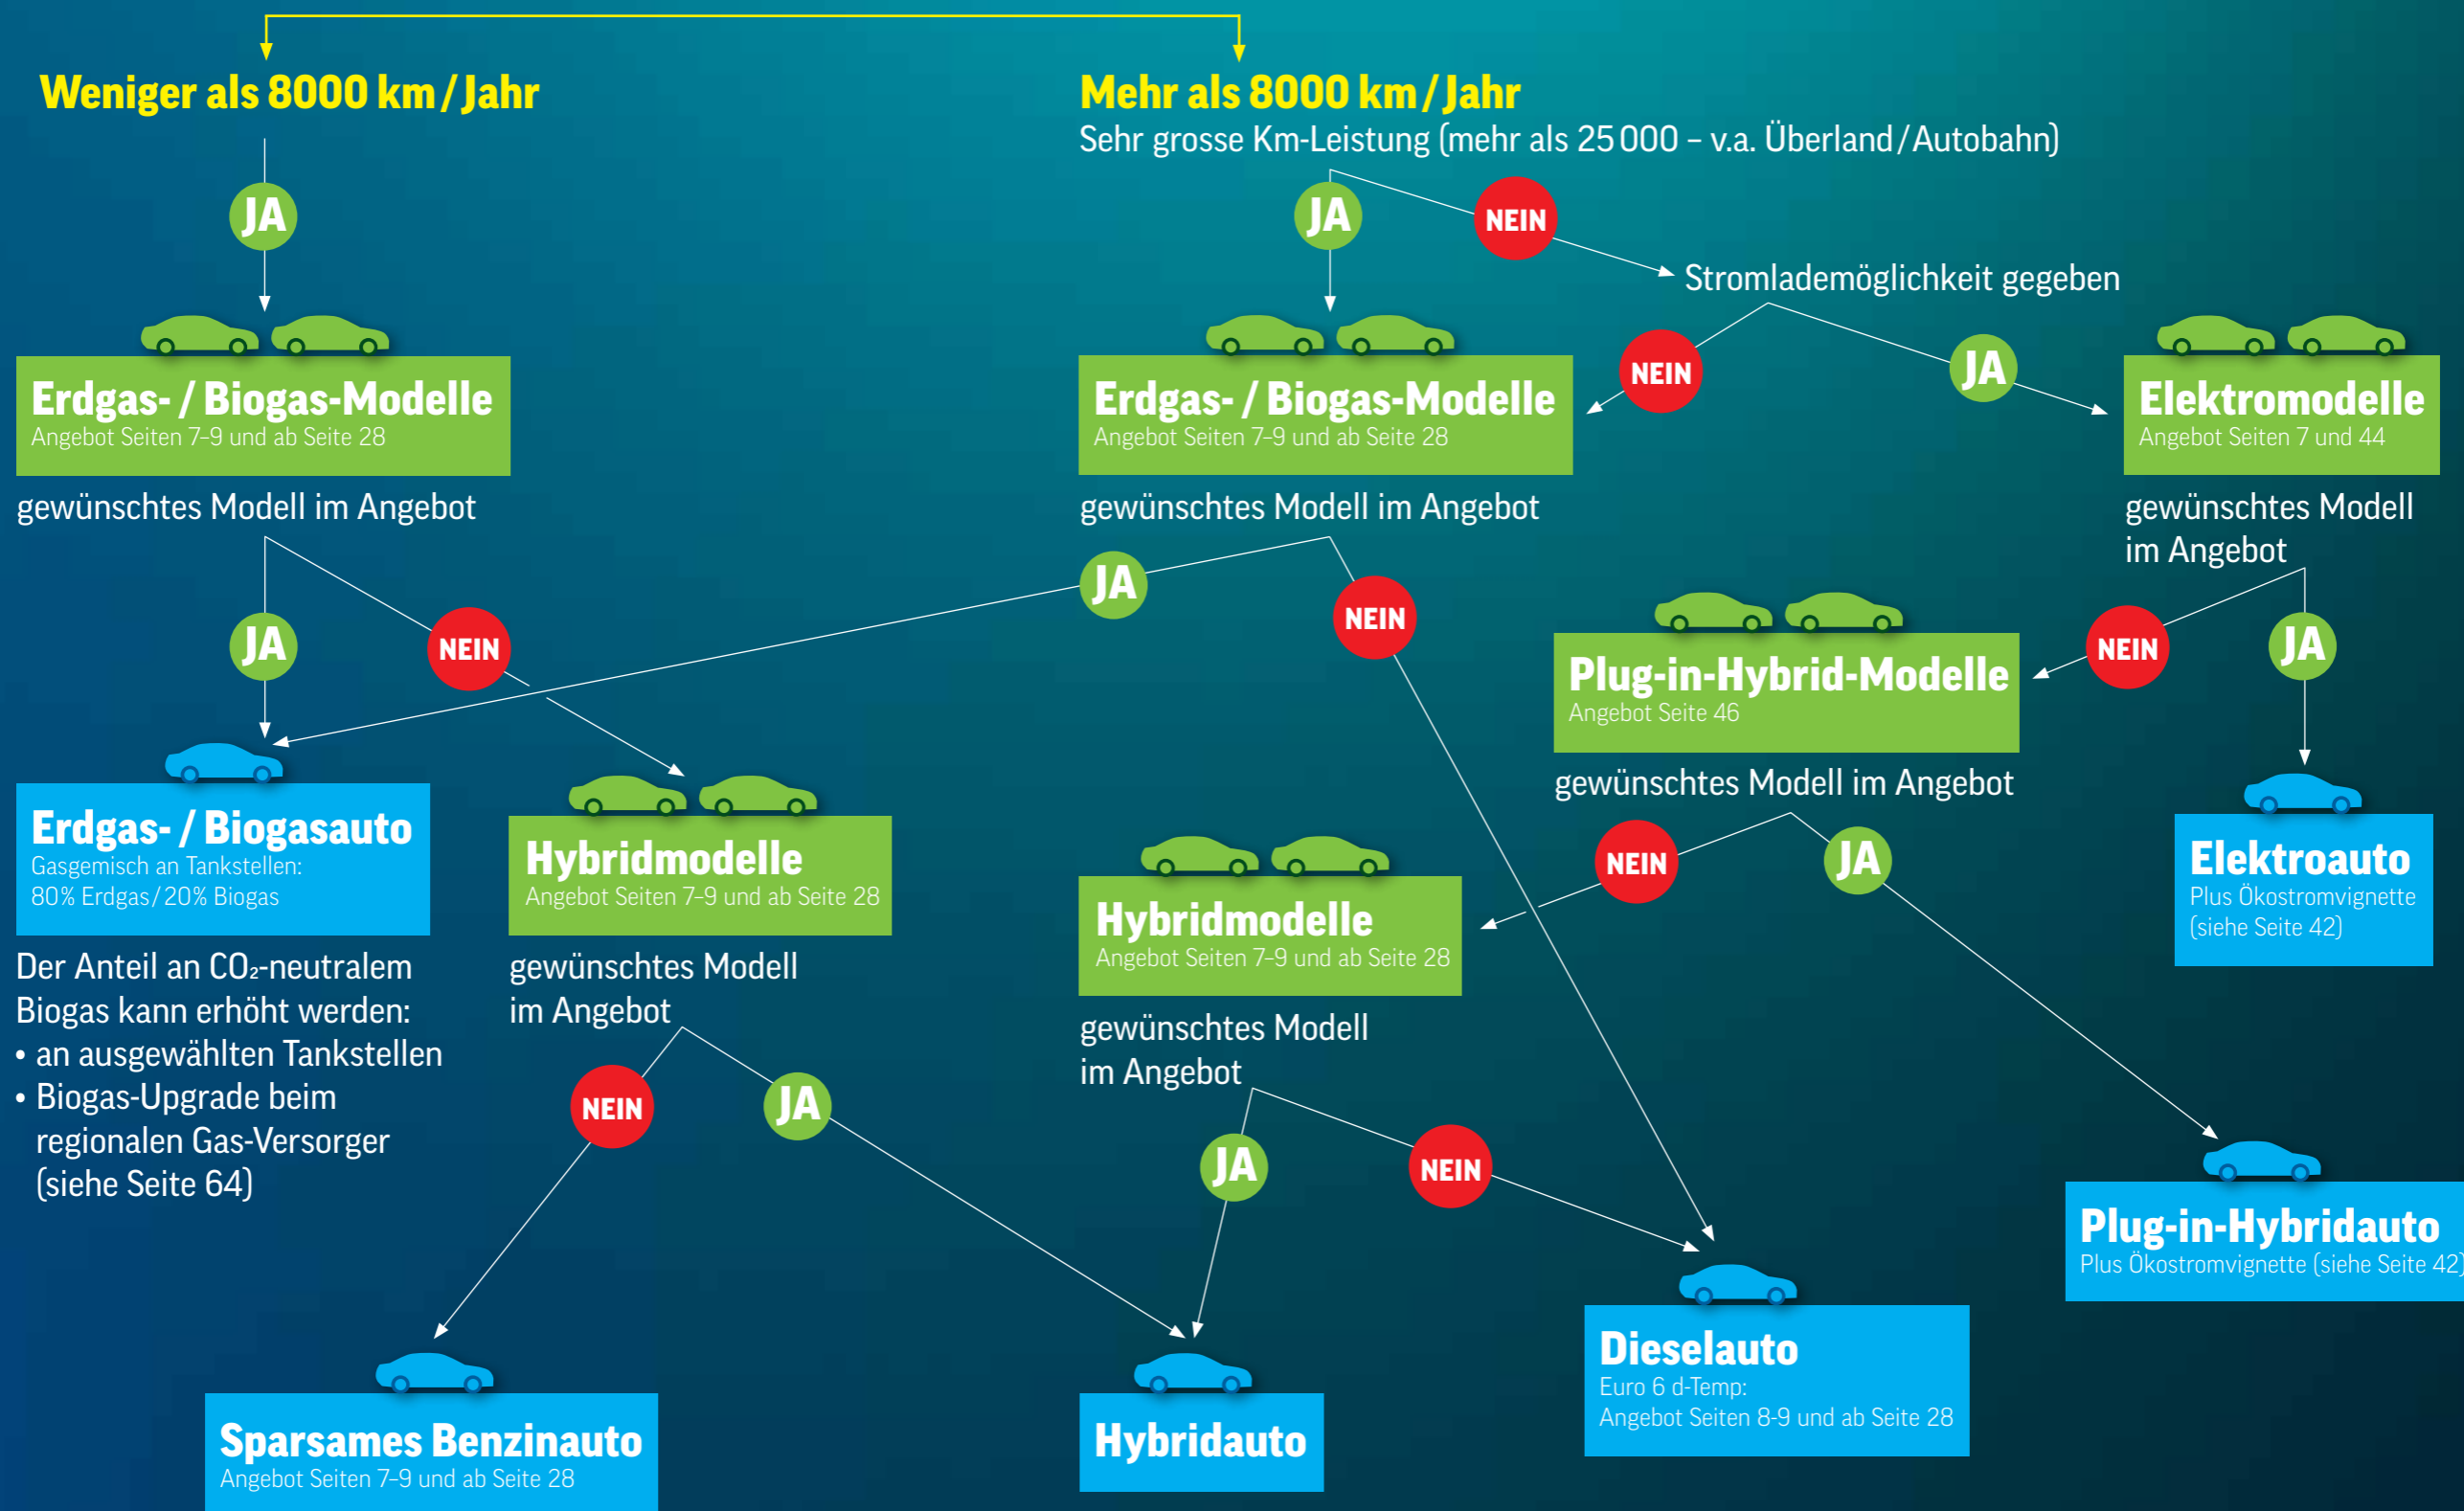 Weniger als 8000 km / Jahr
Mehr als 8000 km / Jahr
Sehr grosse Km-Leistung (mehr als 25 000 – v.a. Überland / Autobahn)
JA
JA
NEIN
Stromlademöglichkeit gegeben
NEIN
JA
Erdgas- / Biogas-Modelle
Angebot Seiten 7–9 und ab Seite 28
gewünschtes Modell im Angebot
Erdgas- / Biogas-Modelle
Angebot Seiten 7–9 und ab Seite 28
gewünschtes Modell im Angebot
Elektromodelle
Angebot Seiten 7 und 44
gewünschtes Modell
im Angebot
JA
NEIN
JA
NEIN
NEIN
JA
Plug-in-Hybrid-Modelle
Angebot Seite 46
gewünschtes Modell im Angebot
NEIN
JA
Erdgas- / Biogasauto
Gasgemisch an Tankstellen:
80% Erdgas / 20% Biogas
Der Anteil an CO₂-neutralem
Biogas kann erhöht werden:
• an ausgewählten Tankstellen
• Biogas-Upgrade beim
regionalen Gas-Versorger
(siehe Seite 64)
Hybridmodelle
Angebot Seiten 7–9 und ab Seite 28
gewünschtes Modell
im Angebot
NEIN
JA
Hybridmodelle
Angebot Seiten 7–9 und ab Seite 28
gewünschtes Modell
im Angebot
JA
NEIN
Elektroauto
Plus Ökostromvignette
(siehe Seite 42)
Plug-in-Hybridauto
Plus Ökostromvignette (siehe Seite 42)
Dieselauto
Euro 6 d-Temp:
Angebot Seiten 8-9 und ab Seite 28
Sparsames Benzinauto
Angebot Seiten 7–9 und ab Seite 28
Hybridauto